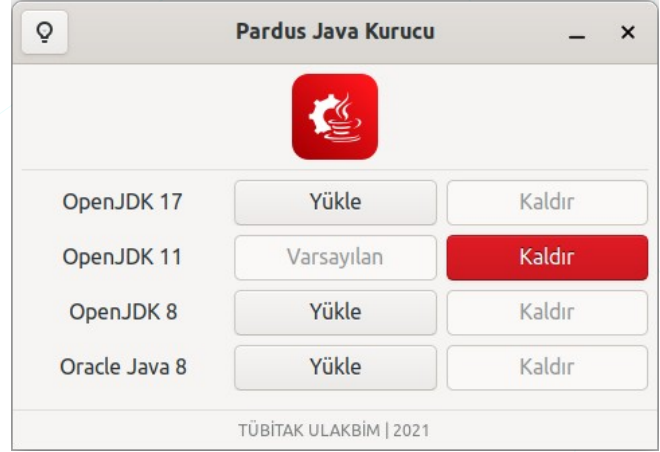 Pardus Java Kurucu
OpenJDK 17 Yükle Kaldır
OpenJDK 11 Varsayılan Kaldır
OpenJDK 8 Yükle Kaldır
Oracle Java 8 Yükle Kaldır
TÜBİTAK ULAKBİM | 2021